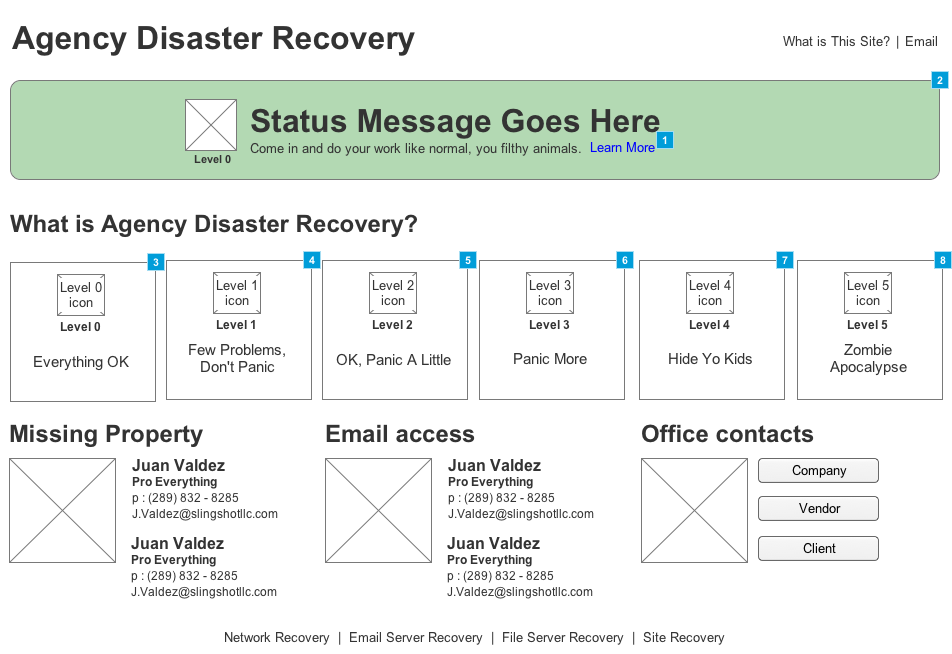 Agency Disaster Recovery
What is This Site? | Email
2
Status Message Goes Here
Come in and do your work like normal, you filthy animals. Learn More
1
Level 0
What is Agency Disaster Recovery?
3
Level 0
icon
Level 0
Everything OK
4
Level 1
icon
Level 1
Few Problems,
Don't Panic
5
Level 2
icon
Level 2
OK, Panic A Little
6
Level 3
icon
Level 3
Panic More
7
Level 4
icon
Level 4
Hide Yo Kids
8
Level 5
icon
Level 5
Zombie
Apocalypse
Missing Property
Juan Valdez
Pro Everything
p : (289) 832 - 8285
J.Valdez@slingshotllc.com
Juan Valdez
Pro Everything
p : (289) 832 - 8285
J.Valdez@slingshotllc.com
Email access
Juan Valdez
Pro Everything
p : (289) 832 - 8285
J.Valdez@slingshotllc.com
Juan Valdez
Pro Everything
p : (289) 832 - 8285
J.Valdez@slingshotllc.com
Office contacts
Company
Vendor
Client
Network Recovery | Email Server Recovery | File Server Recovery | Site Recovery